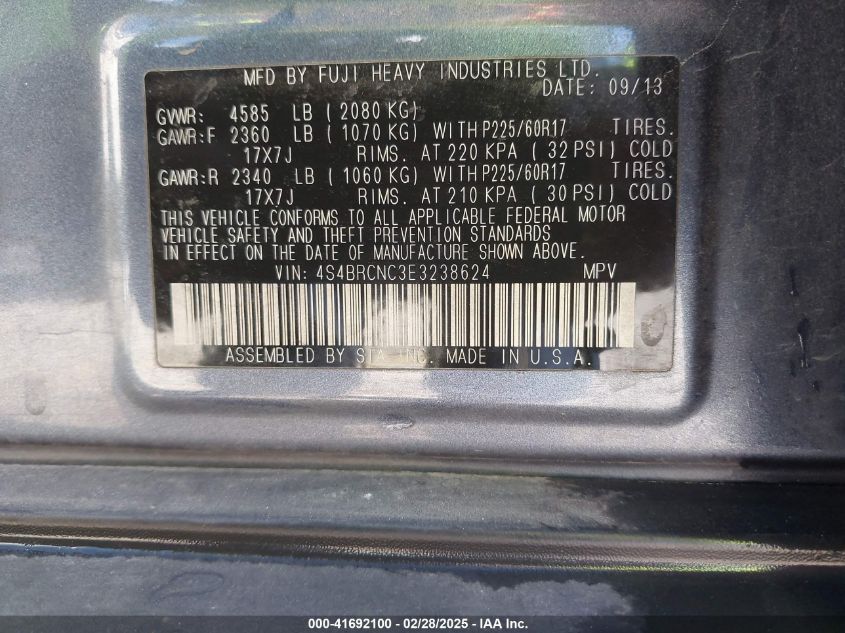 MFD BY FUJI HEAVY INDUSTRIES LTD.
DATE: 09/13
GVWR: 4585 LB ( 2080 KG)
GAWR:F 2360 LB ( 1070 KG) WITH P225/60R17 TIRES.
17X7J RIMS. AT 220 KPA ( 32 PSI) COLD
GAWR:R 2340 LB ( 1060 KG) WITH P225/60R17 TIRES.
17X7J RIMS. AT 210 KPA ( 30 PSI) COLD
THIS VEHICLE CONFORMS TO ALL APPLICABLE FEDERAL MOTOR
VEHICLE SAFETY AND THEFT PREVENTION STANDARDS
IN EFFECT ON THE DATE OF MANUFACTURE SHOWN ABOVE.
VIN: 4S4BRCNC3E3238624 MPV
ASSEMBLED BY SIA INC. MADE IN U.S.A.
000-41692100 - 02/28/2025 - IAA Inc.